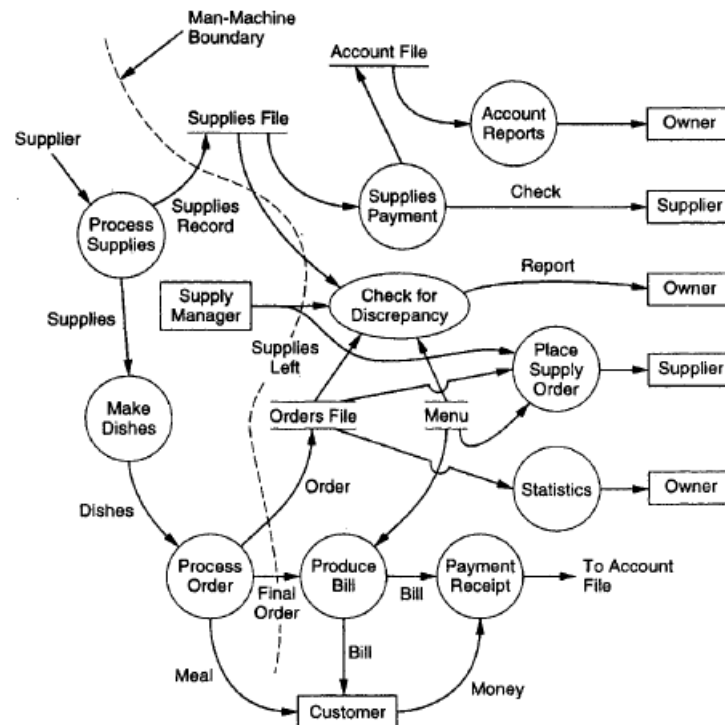 Man-Machine
Boundary
Account File
Supplies File
Account
Reports
Owner
Supplier
Process
Supplies
Supplies
Record
Supplies
Payment
Check
Supplier
Supply
Manager
Check for
Discrepancy
Report
Owner
Supplies
Supplies
Left
Place
Supply
Order
Supplier
Make
Dishes
Orders File
Menu
Order
Statistics
Owner
Dishes
Process
Order
Final
Order
Produce
Bill
Bill
Payment
Receipt
To Account
File
Meal
Bill
Money
Customer